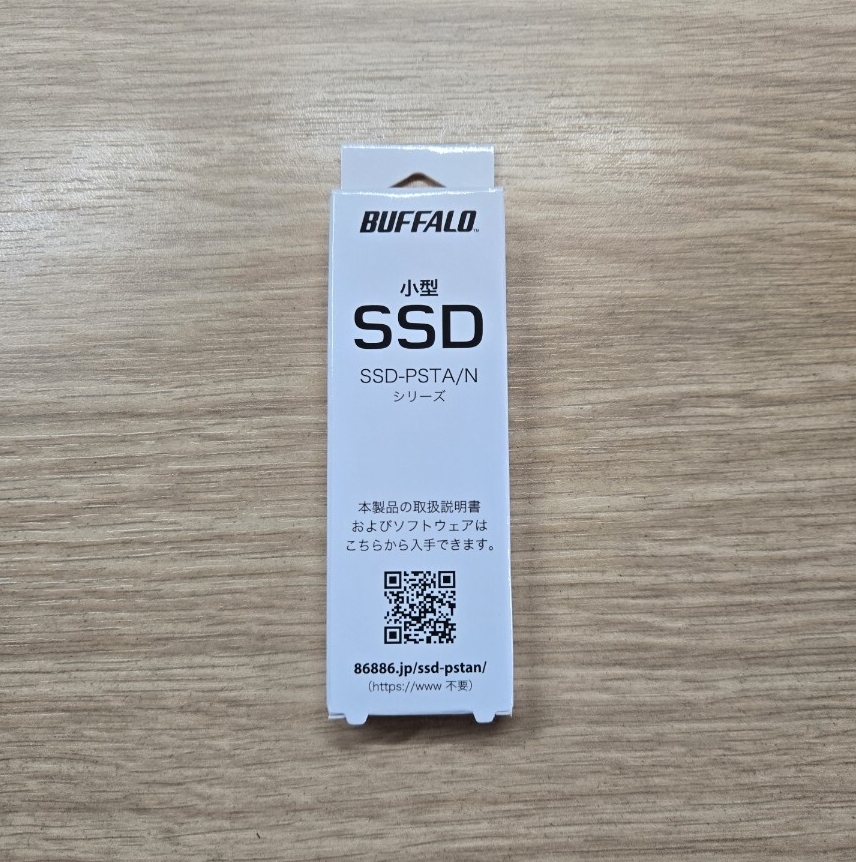 BUFFALO™
小型
SSD
SSD-PSTA/N
シリーズ
本製品の取扱説明書
およびソフトウェアは
こちらから入手できます。
86886.jp/ssd-pstan/
（https://www 不要）